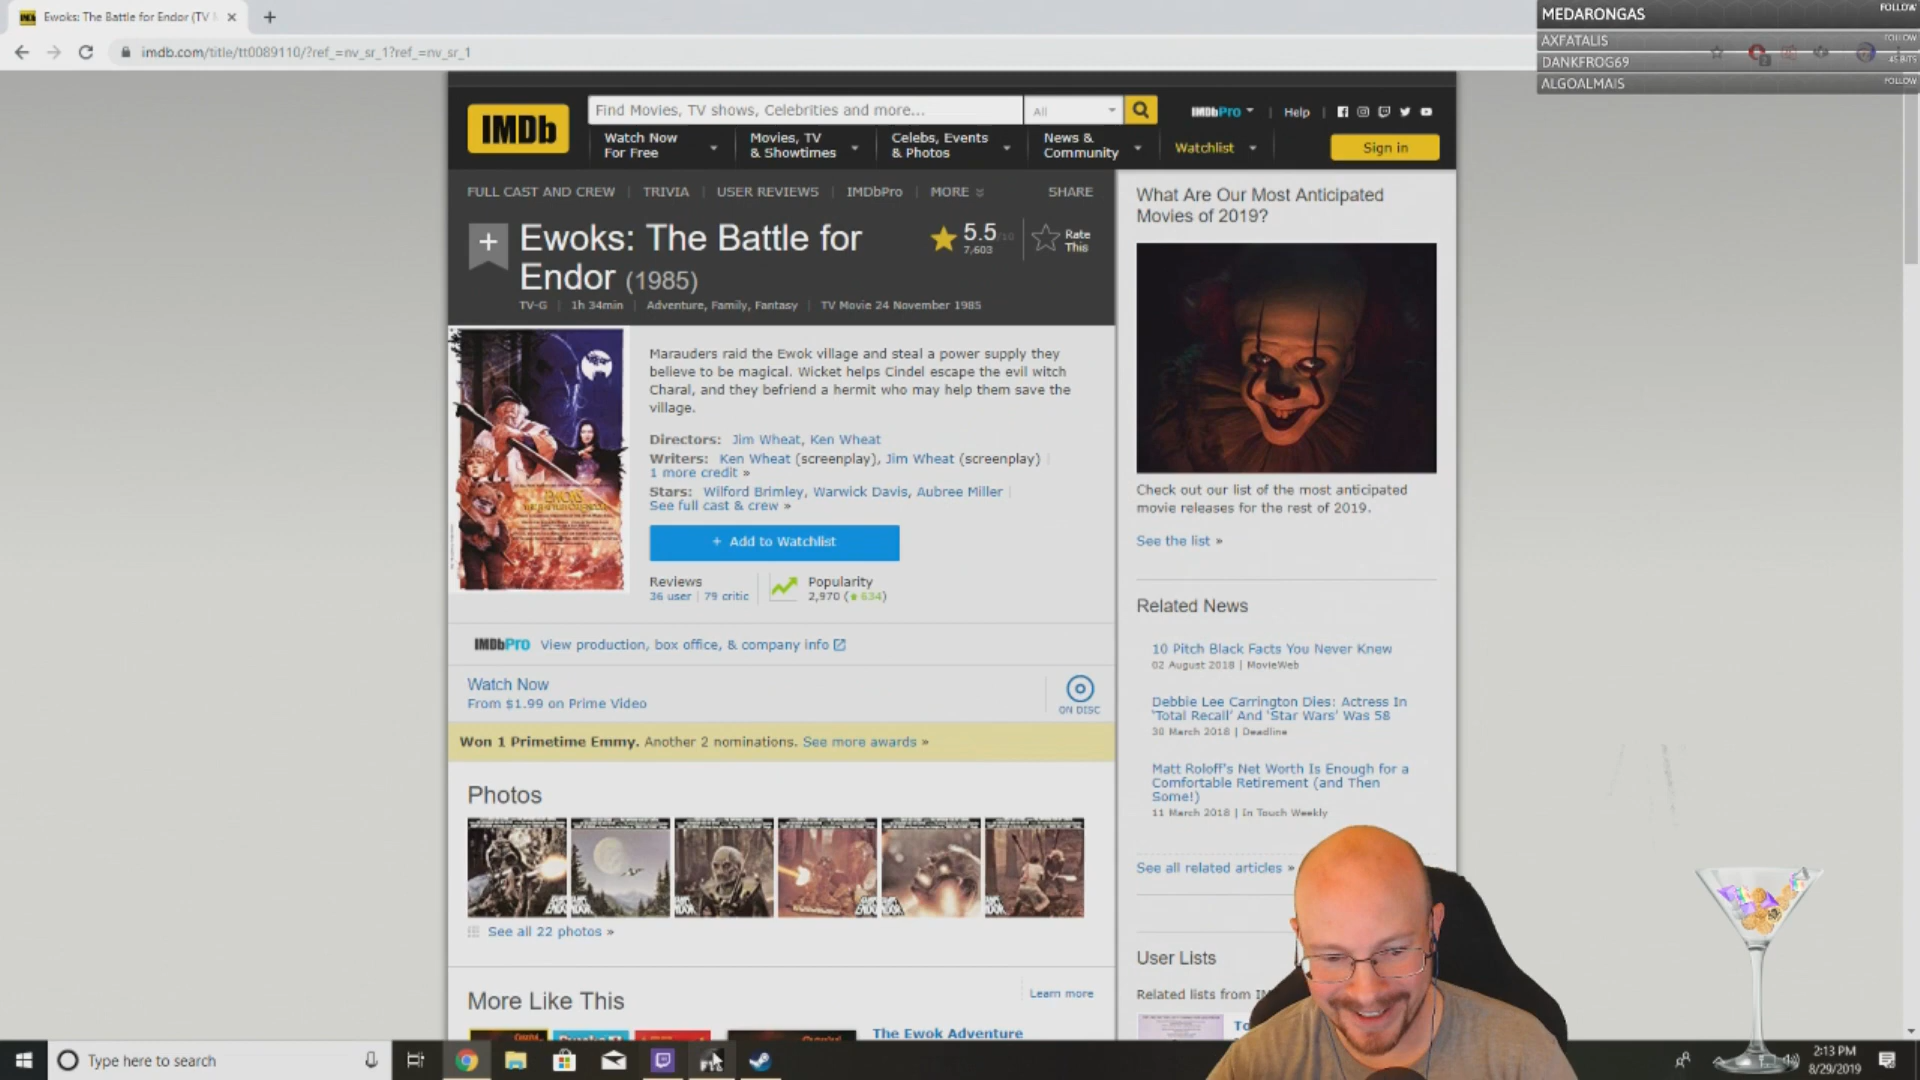 Ewoks: The Battle for Endor (TV M
imdb.com/title/tt0089110/?ref_=nv_sr_1?ref_=nv_sr_1
MEDARONGAS FOLLOW
AXFATALIS FOLLOW
DANKFROG69 45 BITS
ALGOALMAIS FOLLOW
IMDb
Find Movies, TV shows, Celebrities and more...
All
IMDbPro
Help
Watch Now
For Free
Movies, TV
& Showtimes
Celebs, Events
& Photos
News &
Community
Watchlist
Sign in
FULL CAST AND CREW | TRIVIA | USER REVIEWS | IMDbPro | MORE
SHARE
Ewoks: The Battle for
Endor (1985)
5.5/10
7,603
Rate
This
TV-G | 1h 34min | Adventure, Family, Fantasy | TV Movie 24 November 1985
Marauders raid the Ewok village and steal a power supply they
believe to be magical. Wicket helps Cindel escape the evil witch
Charal, and they befriend a hermit who may help them save the
village.
Directors: Jim Wheat, Ken Wheat
Writers: Ken Wheat (screenplay), Jim Wheat (screenplay) |
1 more credit »
Stars: Wilford Brimley, Warwick Davis, Aubree Miller |
See full cast & crew »
+ Add to Watchlist
Reviews
36 user | 79 critic
Popularity
2,970 (634)
IMDbPro View production, box office, & company info
Watch Now
From $1.99 on Prime Video
ON DISC
Won 1 Primetime Emmy. Another 2 nominations. See more awards »
Photos
See all 22 photos »
More Like This
Learn more
The Ewok Adventure
What Are Our Most Anticipated
Movies of 2019?
Check out our list of the most anticipated
movie releases for the rest of 2019.
See the list »
Related News
10 Pitch Black Facts You Never Knew
02 August 2018 | MovieWeb
Debbie Lee Carrington Dies: Actress In
'Total Recall' And 'Star Wars' Was 58
30 March 2018 | Deadline
Matt Roloff's Net Worth Is Enough for a
Comfortable Retirement (and Then
Some!)
11 March 2018 | In Touch Weekly
See all related articles »
User Lists
Related lists from IM
To
Type here to search
2:13 PM
8/29/2019